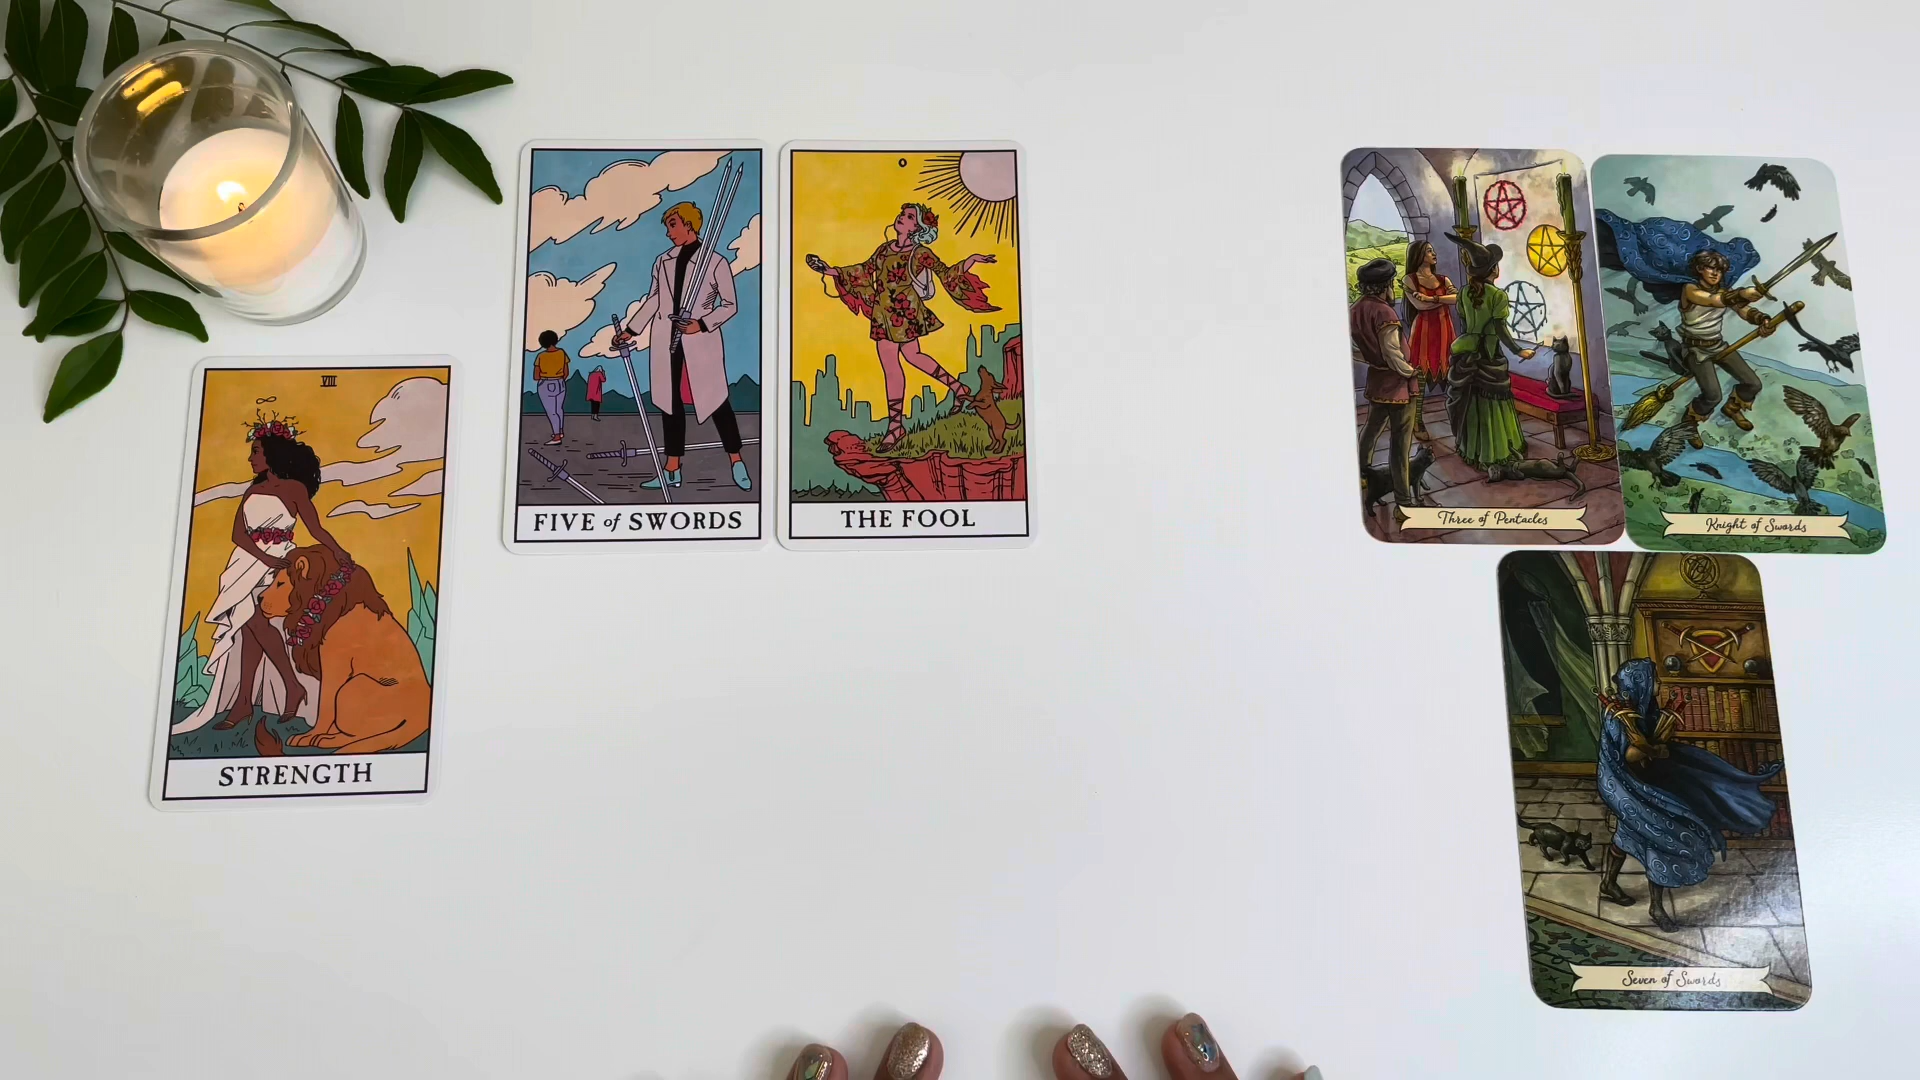 VIII
STRENGTH
FIVE of SWORDS
0
THE FOOL
Three of Pentacles
Knight of Swords
Seven of Swords